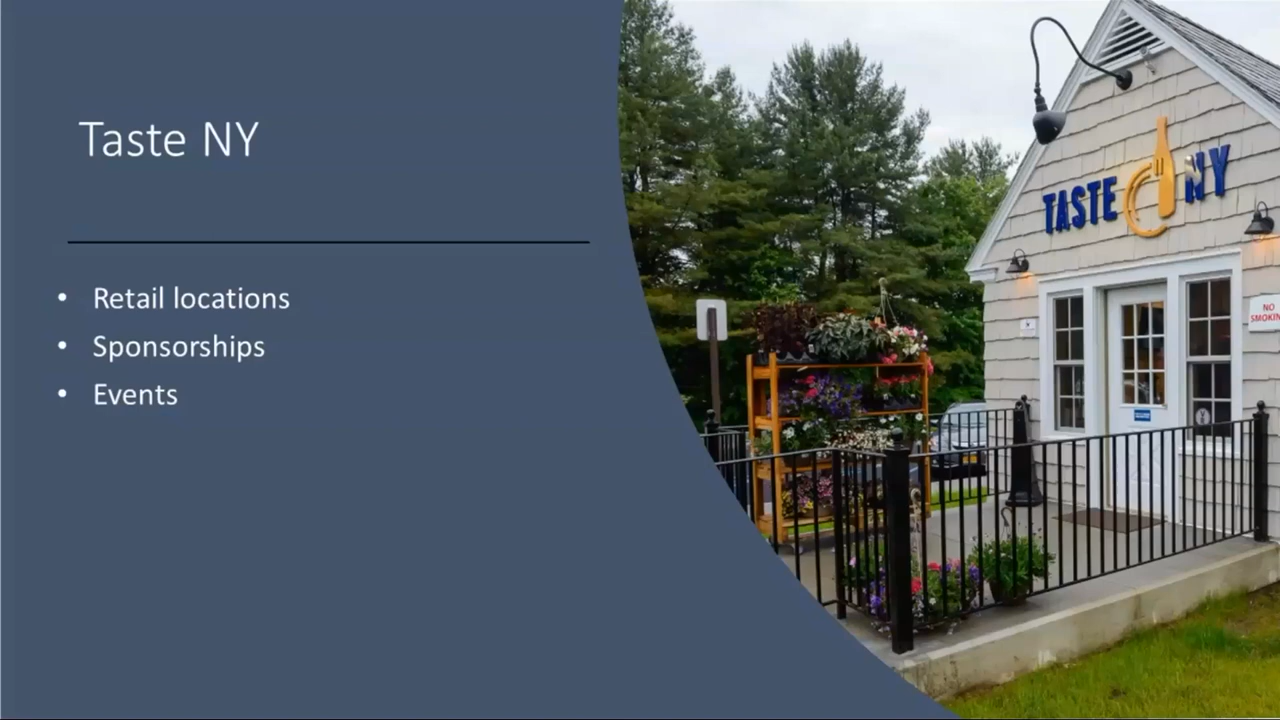 Taste NY
• Retail locations
• Sponsorships
• Events
TASTE NY
NO
SMOKIN